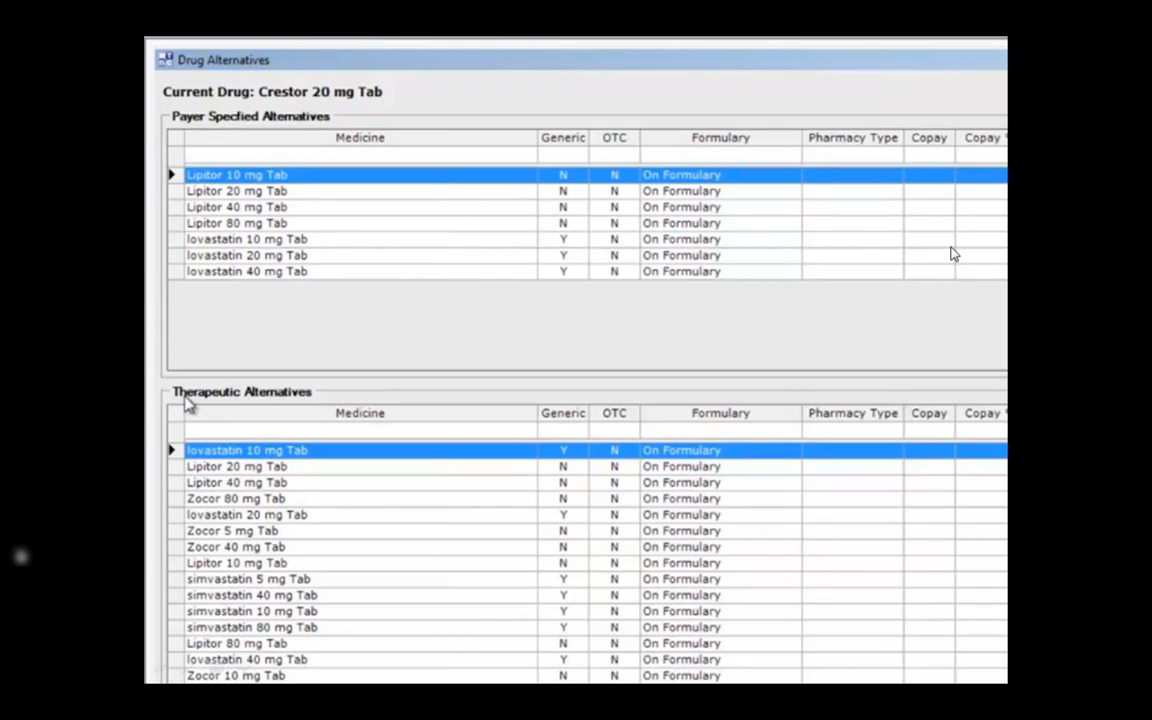 Drug Alternatives
Current Drug: Crestor 20 mg Tab
Payer Specfied Alternatives
Medicine Generic OTC Formulary Pharmacy Type Copay Copay
Lipitor 10 mg Tab N N On Formulary
Lipitor 20 mg Tab N N On Formulary
Lipitor 40 mg Tab N N On Formulary
Lipitor 80 mg Tab N N On Formulary
lovastatin 10 mg Tab Y N On Formulary
lovastatin 20 mg Tab Y N On Formulary
lovastatin 40 mg Tab Y N On Formulary
Therapeutic Alternatives
Medicine Generic OTC Formulary Pharmacy Type Copay Copay
lovastatin 10 mg Tab Y N On Formulary
Lipitor 20 mg Tab N N On Formulary
Lipitor 40 mg Tab N N On Formulary
Zocor 80 mg Tab N N On Formulary
lovastatin 20 mg Tab Y N On Formulary
Zocor 5 mg Tab N N On Formulary
Zocor 40 mg Tab N N On Formulary
Lipitor 10 mg Tab N N On Formulary
simvastatin 5 mg Tab Y N On Formulary
simvastatin 40 mg Tab Y N On Formulary
simvastatin 10 mg Tab Y N On Formulary
simvastatin 80 mg Tab Y N On Formulary
Lipitor 80 mg Tab N N On Formulary
lovastatin 40 mg Tab Y N On Formulary
Zocor 10 mg Tab N N On Formulary